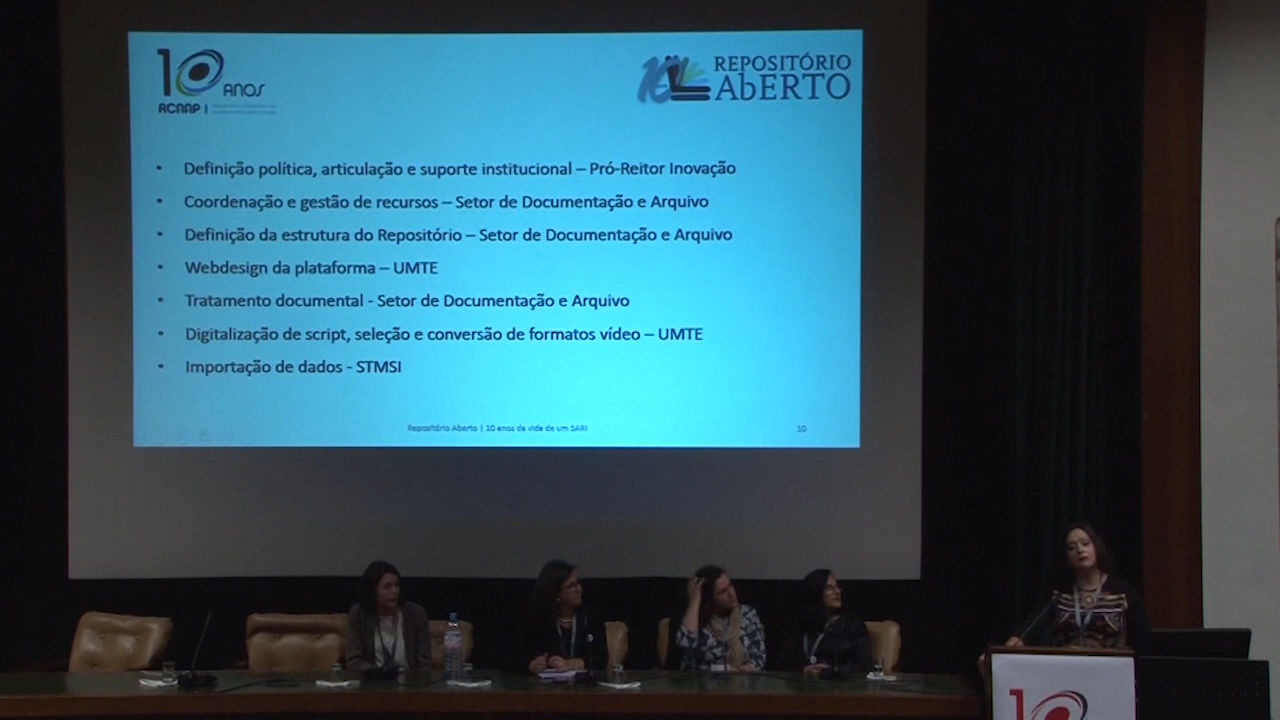 10 ANOS
RCAAP |
REPOSITÓRIO
AbERTO
• Definição política, articulação e suporte institucional – Pró-Reitor Inovação
• Coordenação e gestão de recursos – Setor de Documentação e Arquivo
• Definição da estrutura do Repositório – Setor de Documentação e Arquivo
• Webdesign da plataforma – UMTE
• Tratamento documental - Setor de Documentação e Arquivo
• Digitalização de script, seleção e conversão de formatos vídeo – UMTE
• Importação de dados - STMSI
Repositório Aberto | 10 anos de vida de um SARI
10
10